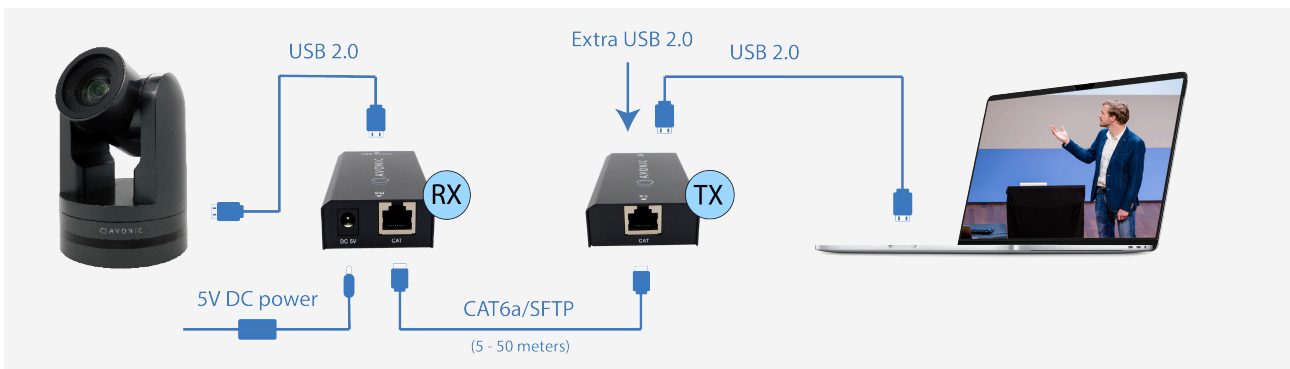 USB 2.0
Extra USB 2.0
USB 2.0
AVONIC
AVONIC
RX
TX
AVONIC
DC 5V
CAT
CAT
5V DC power
CAT6a/SFTP
(5 - 50 meters)